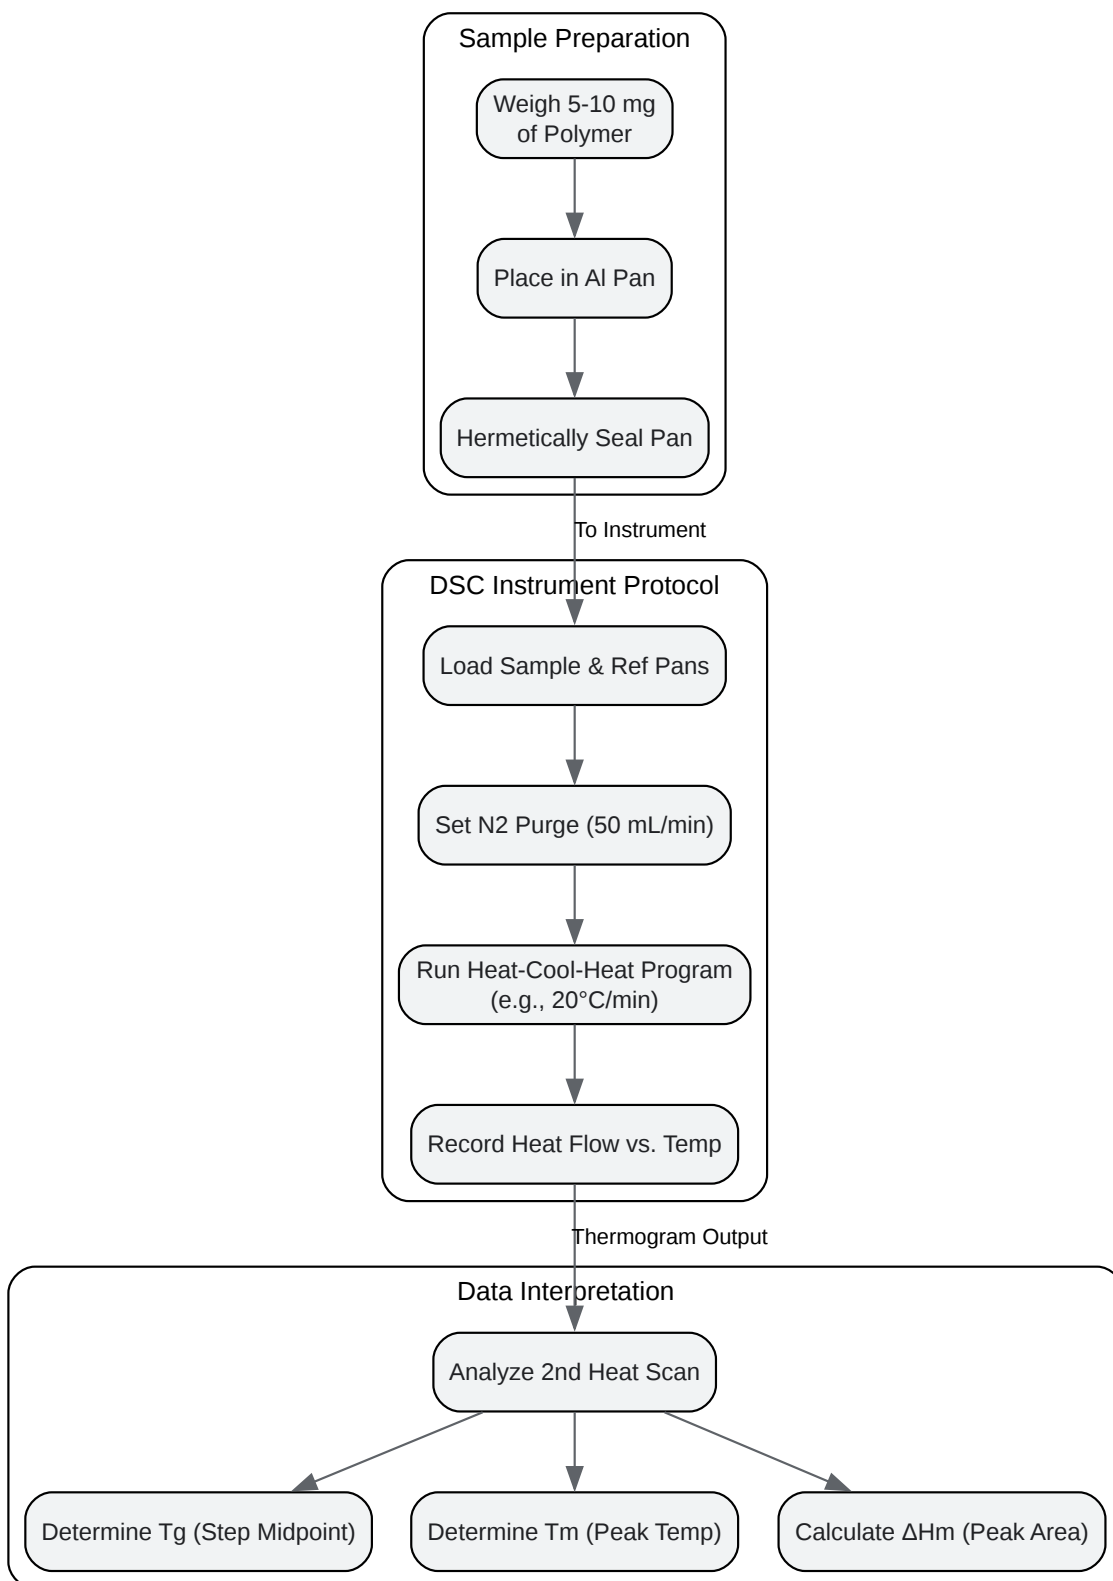 Sample Preparation
Weigh 5-10 mg
of Polymer
Place in Al Pan
Hermetically Seal Pan
To Instrument
DSC Instrument Protocol
Load Sample & Ref Pans
Set N2 Purge (50 mL/min)
Run Heat-Cool-Heat Program
(e.g., 20°C/min)
Record Heat Flow vs. Temp
Thermogram Output
Data Interpretation
Analyze 2nd Heat Scan
Determine Tg (Step Midpoint)
Determine Tm (Peak Temp)
Calculate ΔHm (Peak Area)